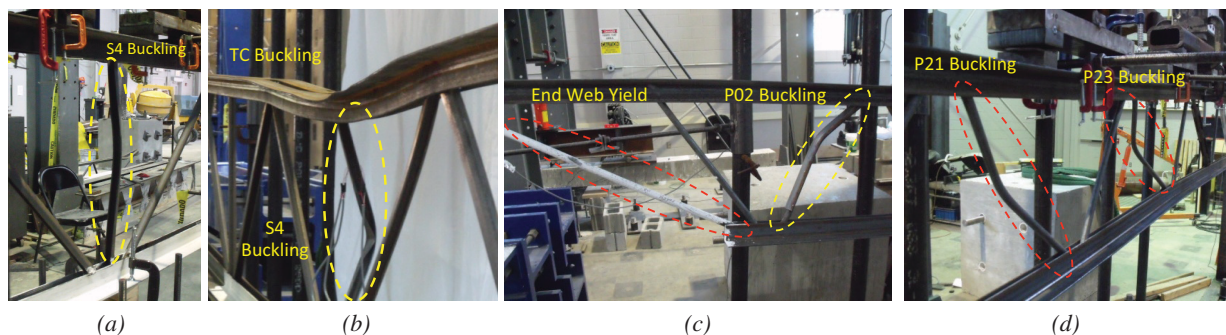 S4 Buckling
TC Buckling
S4
Buckling
End Web Yield
P02 Buckling
P21 Buckling
P23 Buckling
(a)
(b)
(c)
(d)